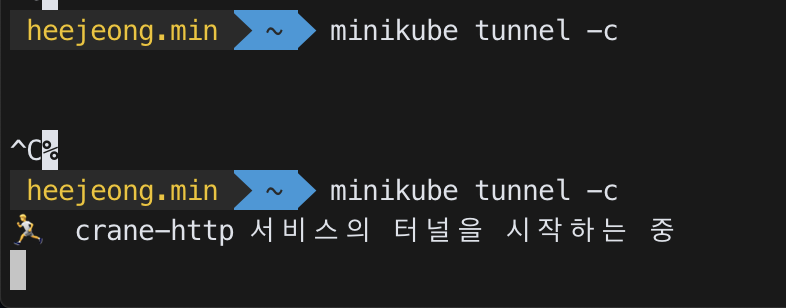 heejeong.min ~ minikube tunnel -c
^C%
heejeong.min ~ minikube tunnel -c
🏃 crane-http 서비스의 터널을 시작하는 중